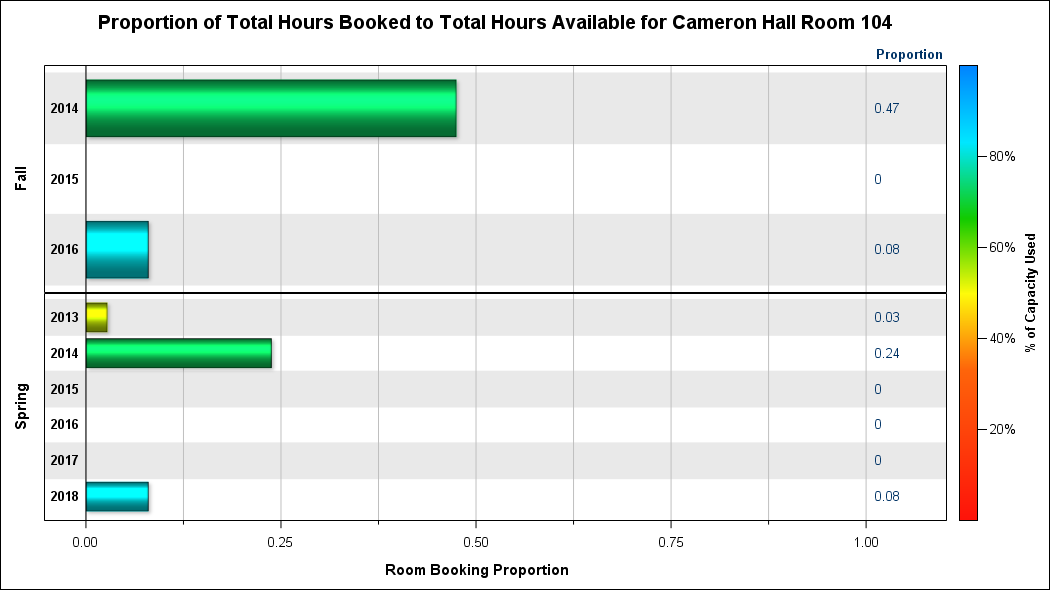 Proportion of Total Hours Booked to Total Hours Available for Cameron Hall Room 104
Proportion
Fall
2014 0.47
2015 0
2016 0.08
Spring
2013 0.03
2014 0.24
2015 0
2016 0
2017 0
2018 0.08
0.00 0.25 0.50 0.75 1.00
Room Booking Proportion
80%
60%
40%
20%
% of Capacity Used